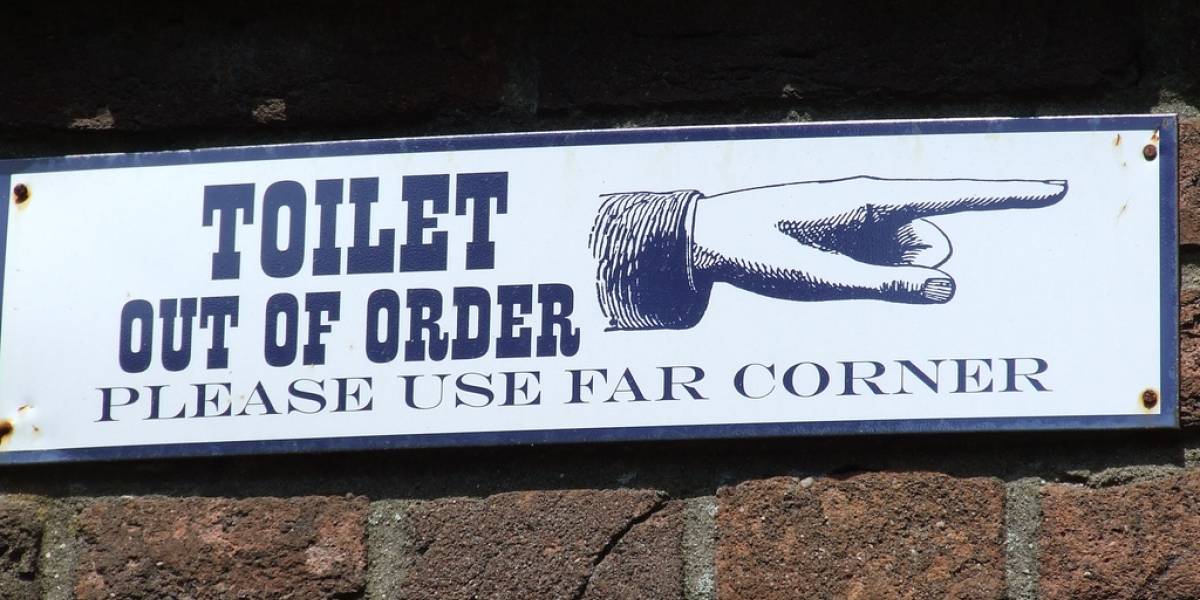 TOILET
OUT OF ORDER
PLEASE USE FAR CORNER